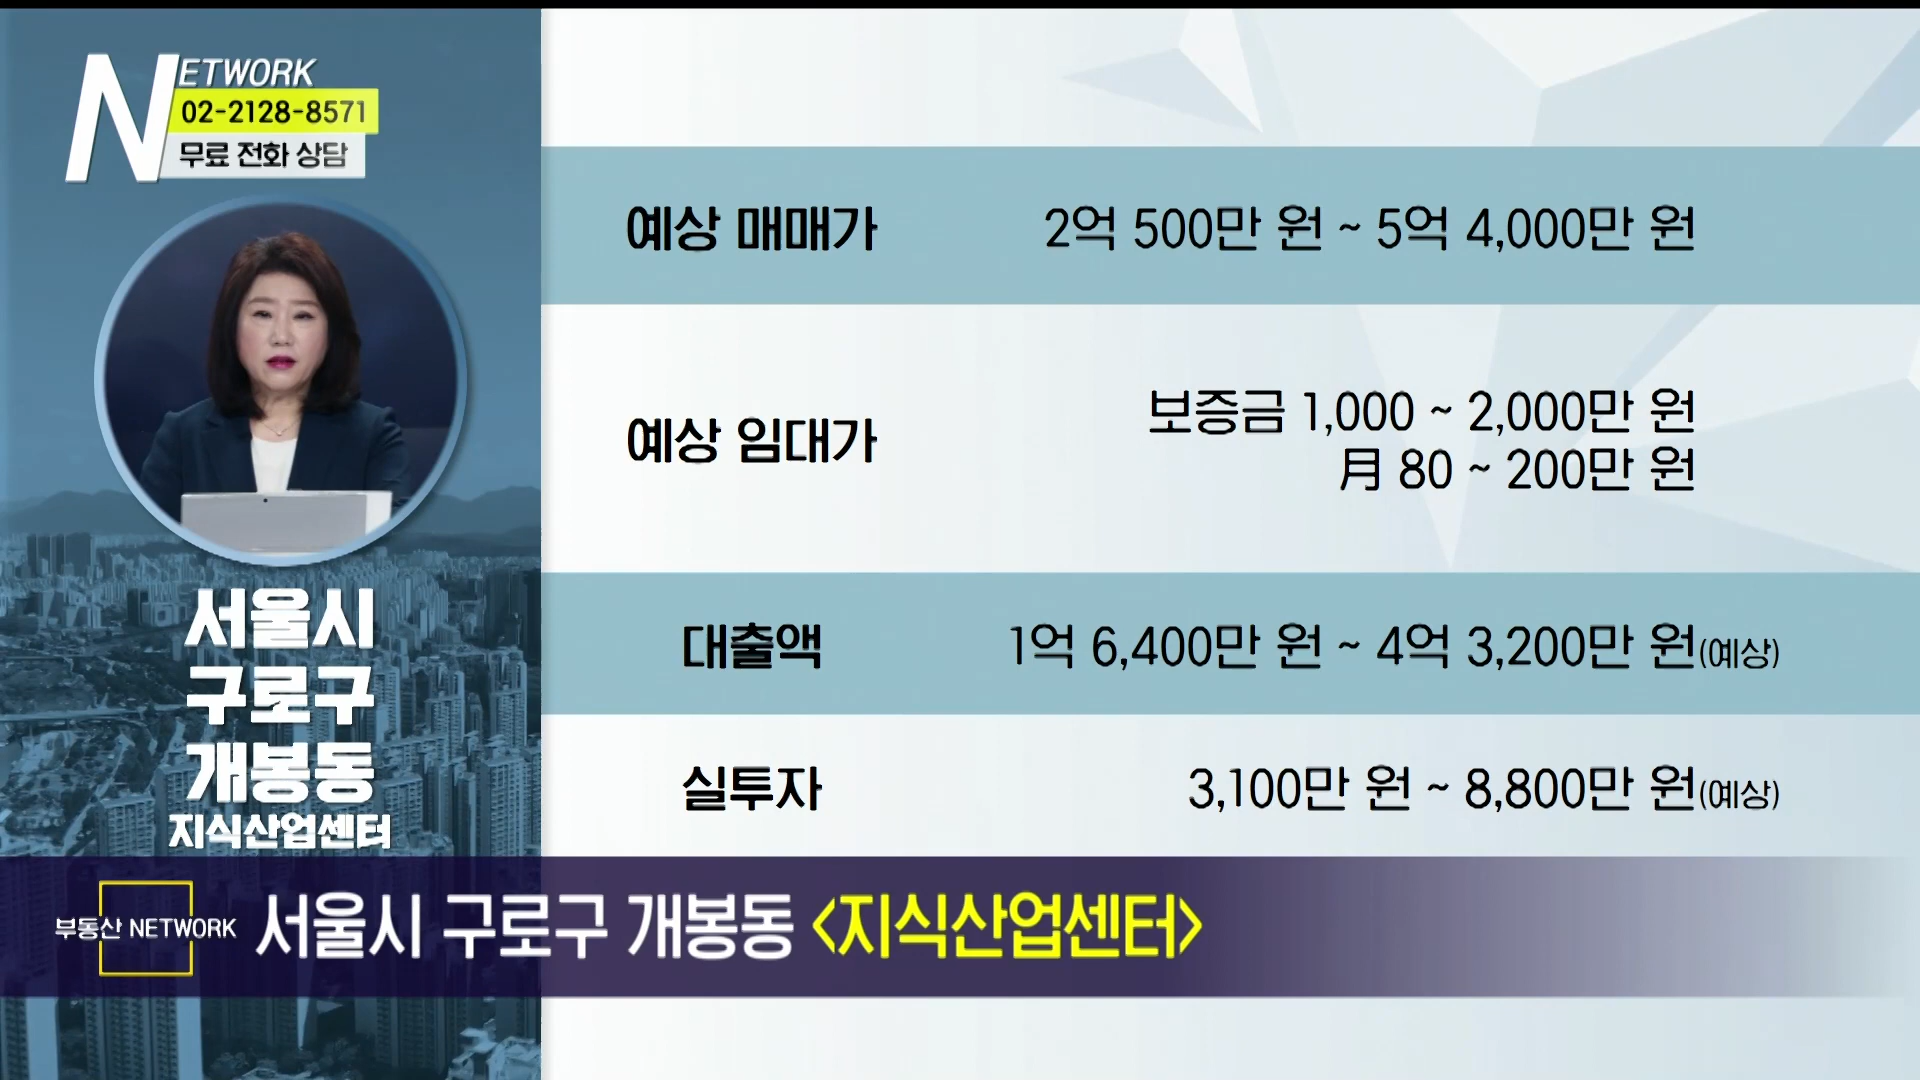 NETWORK
02-2128-8571
무료 전화 상담
서울시
구로구
개봉동
지식산업센터
예상 매매가 2억 500만 원 ~ 5억 4,000만 원
예상 임대가 보증금 1,000 ~ 2,000만 원
月 80 ~ 200만 원
대출액 1억 6,400만 원 ~ 4억 3,200만 원(예상)
실투자 3,100만 원 ~ 8,800만 원(예상)
부동산 NETWORK 서울시 구로구 개봉동 <지식산업센터>